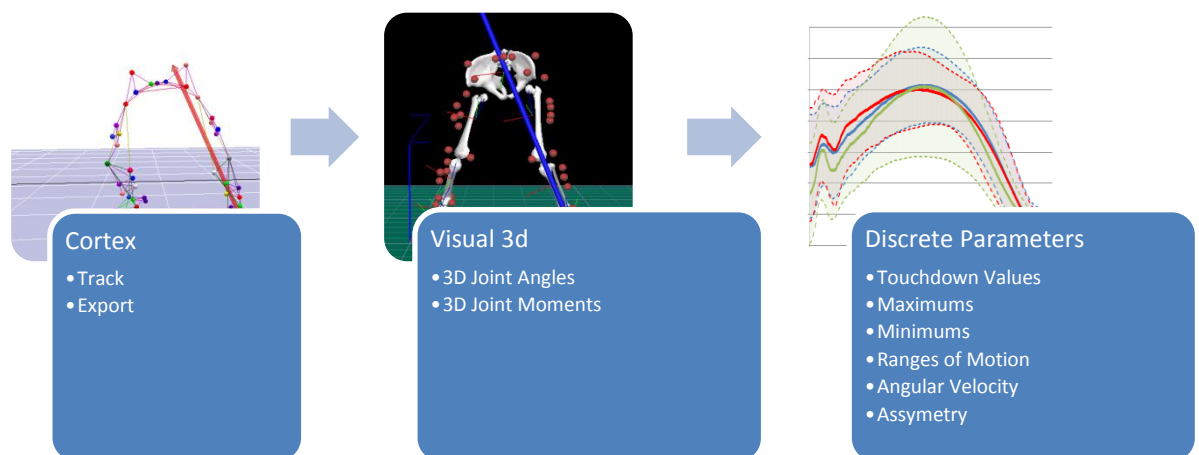 Cortex
•Track
•Export
Visual 3d
•3D Joint Angles
•3D Joint Moments
Discrete Parameters
•Touchdown Values
•Maximums
•Minimums
•Ranges of Motion
•Angular Velocity
•Assymetry